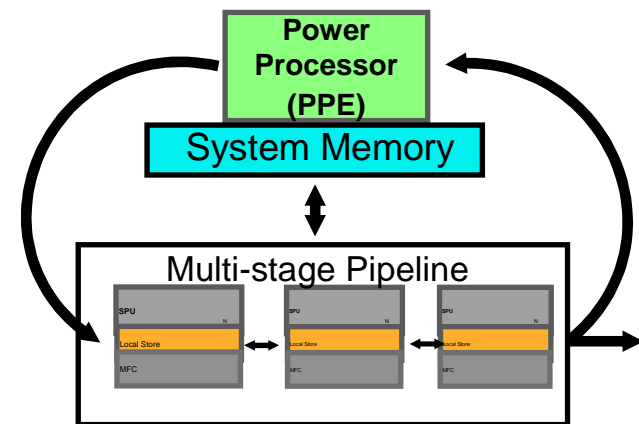 Power
Processor
(PPE)
System Memory
Multi-stage Pipeline
SPU
N
Local Store
MFC
SPU
N
Local Store
MFC
SPU
N
Local Store
MFC